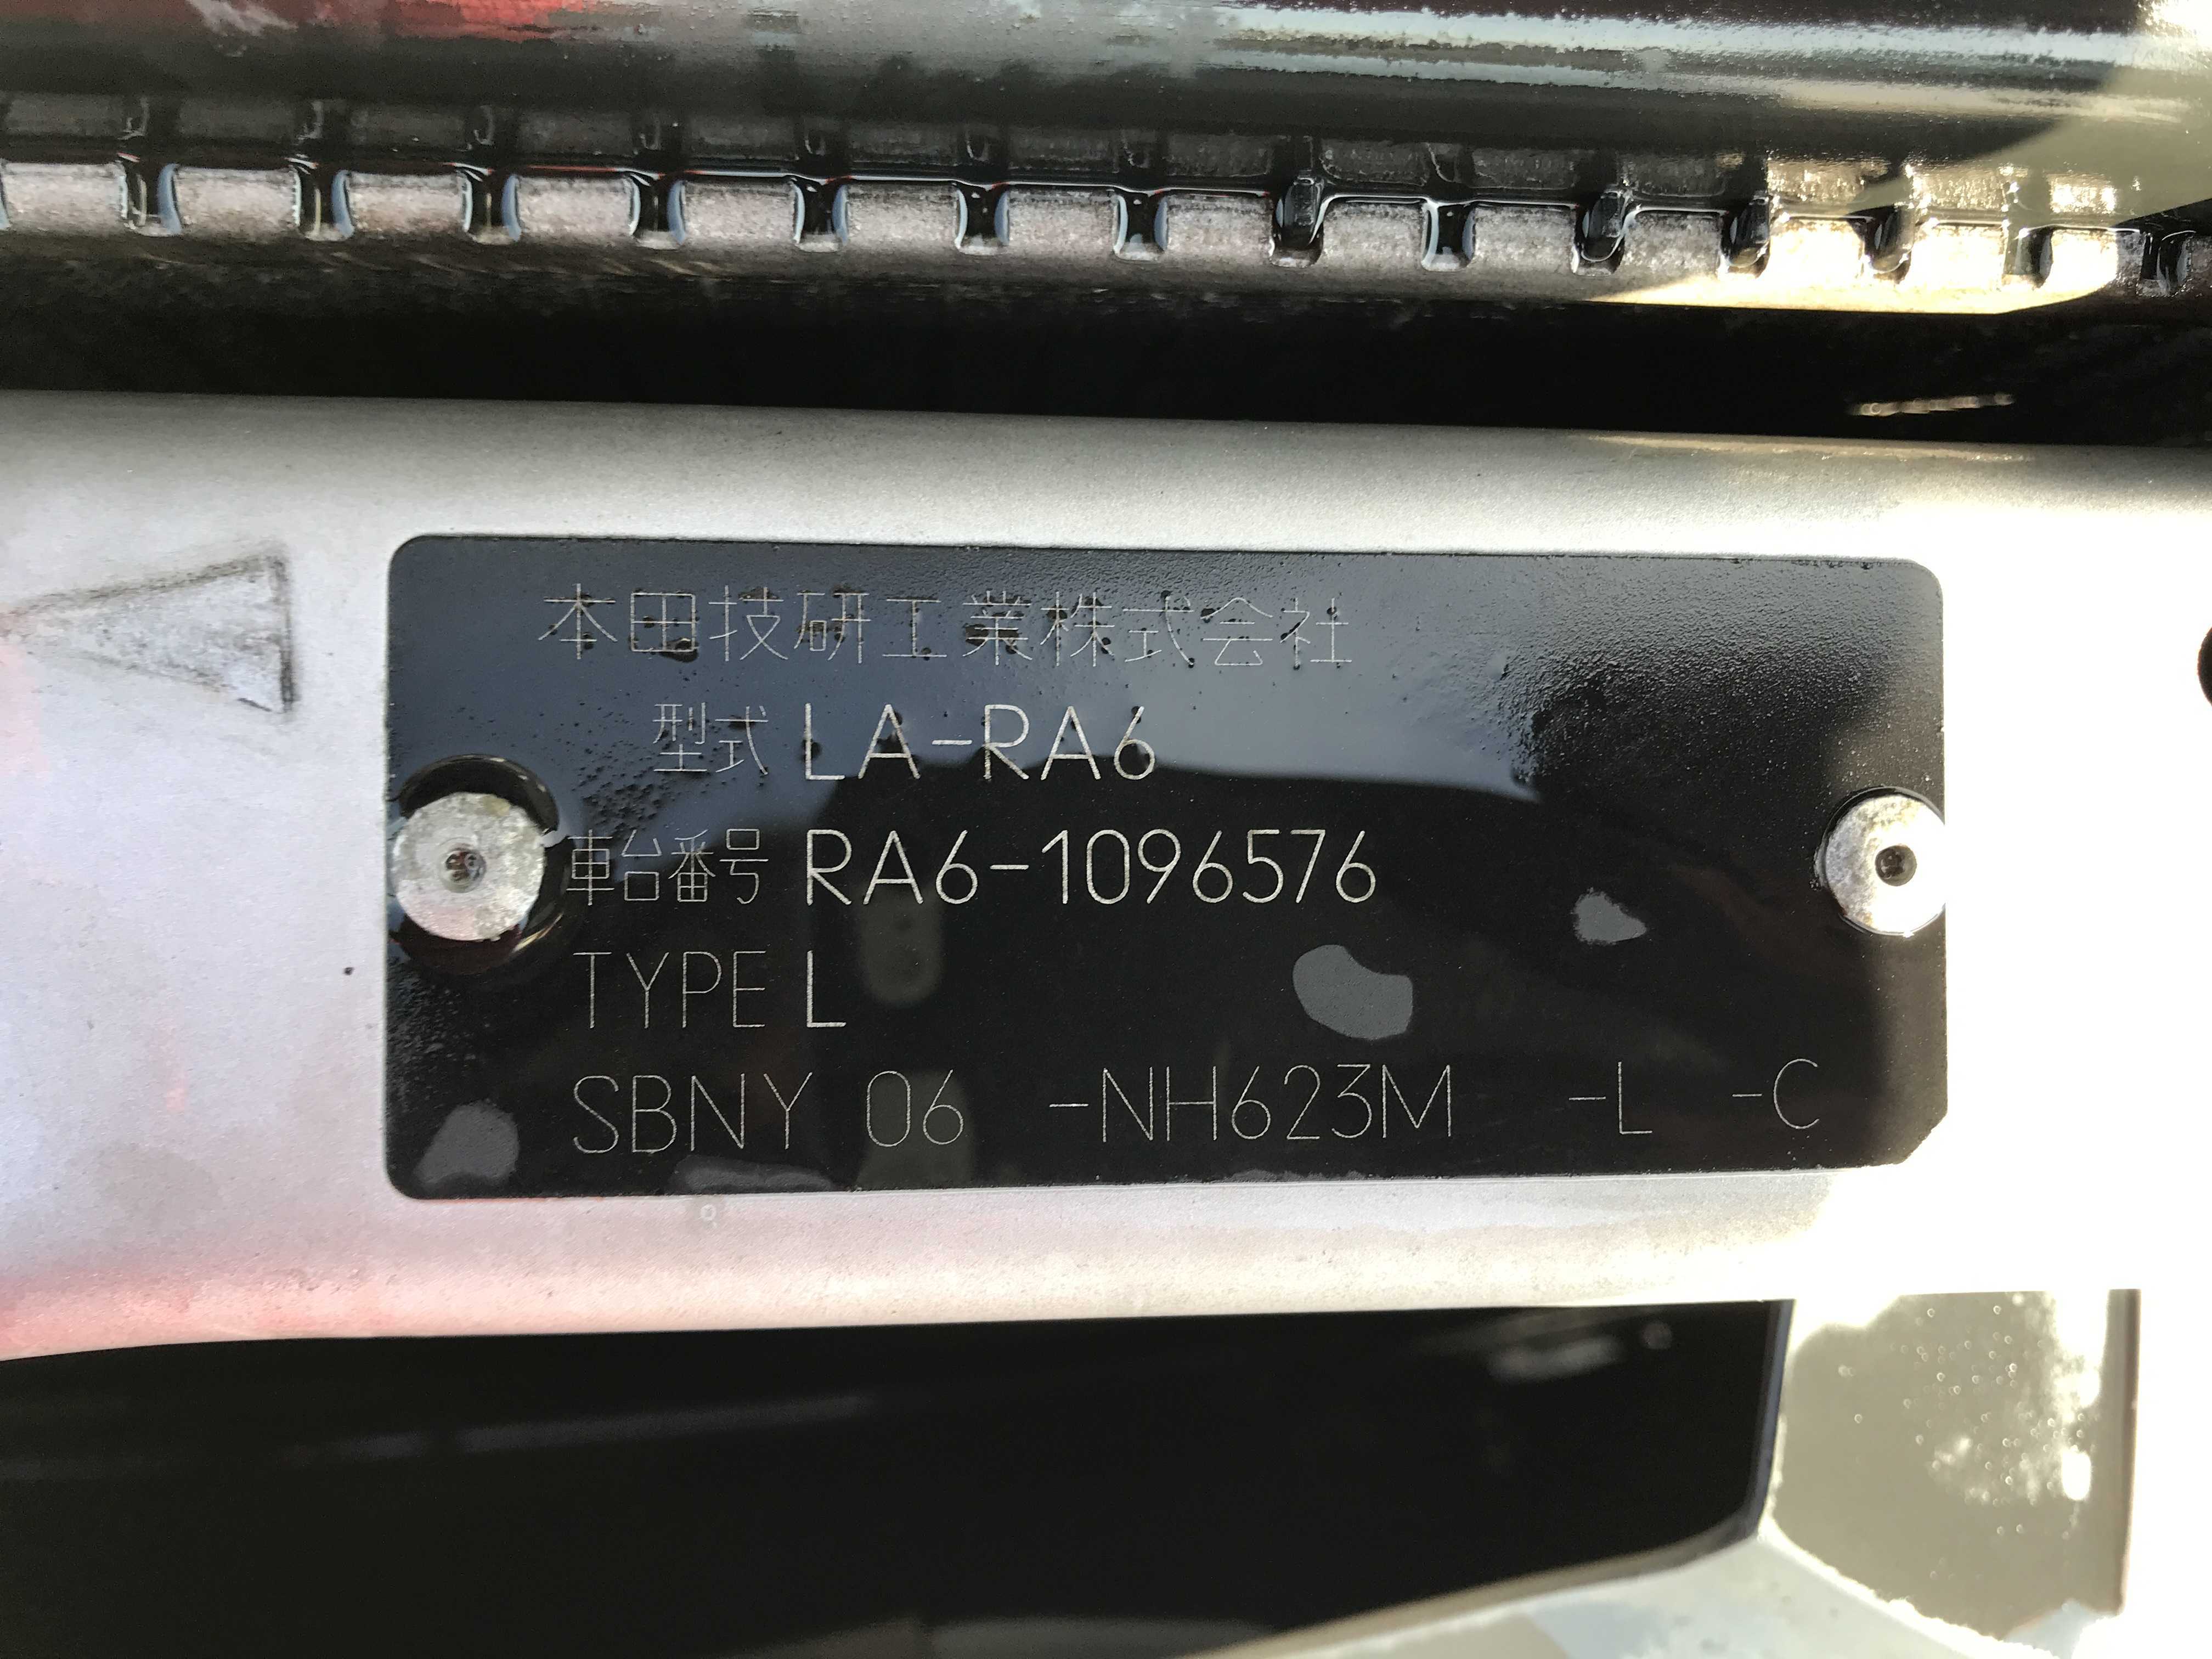 本田技研工業株式会社
型式 LA-RA6
車台番号 RA6-1096576
TYPE L
SBNY 06 -NH623M -L -C